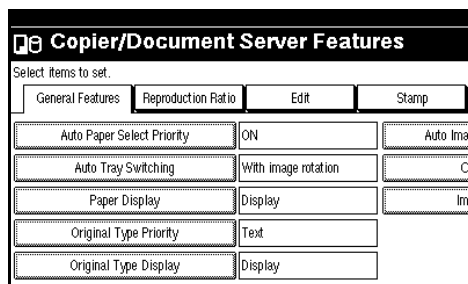 Copier/Document Server Features
Select items to set.
General Features Reproduction Ratio Edit Stamp
Auto Paper Select Priority ON Auto
Auto Tray Switching With image rotation
Paper Display Display
Original Type Priority Text
Original Type Display Display